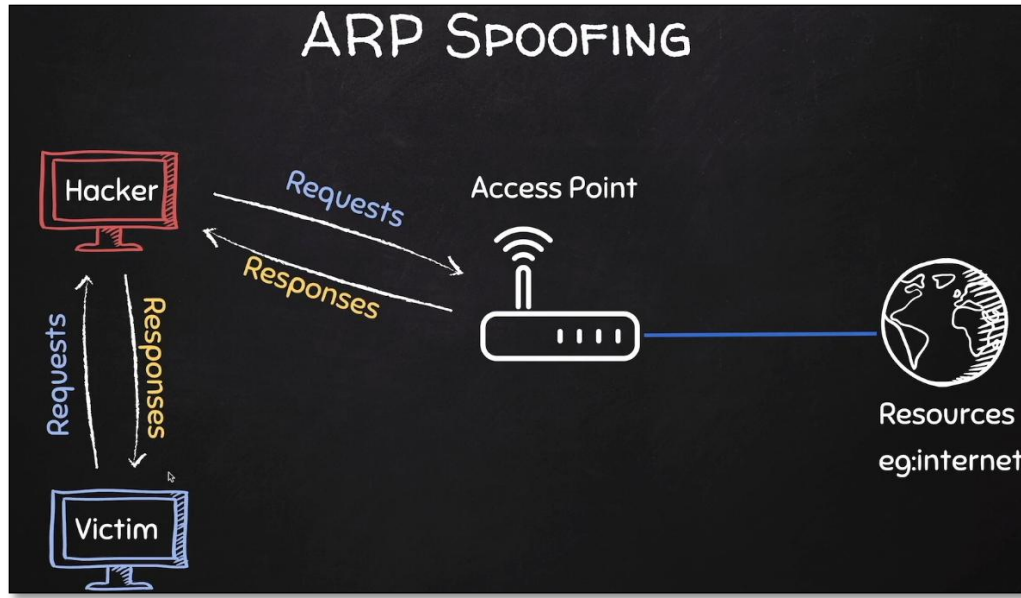 ARP SPOOFING
Hacker
Requests
Access Point
Responses
Requests
Responses
Resources
eg:internet
Victim